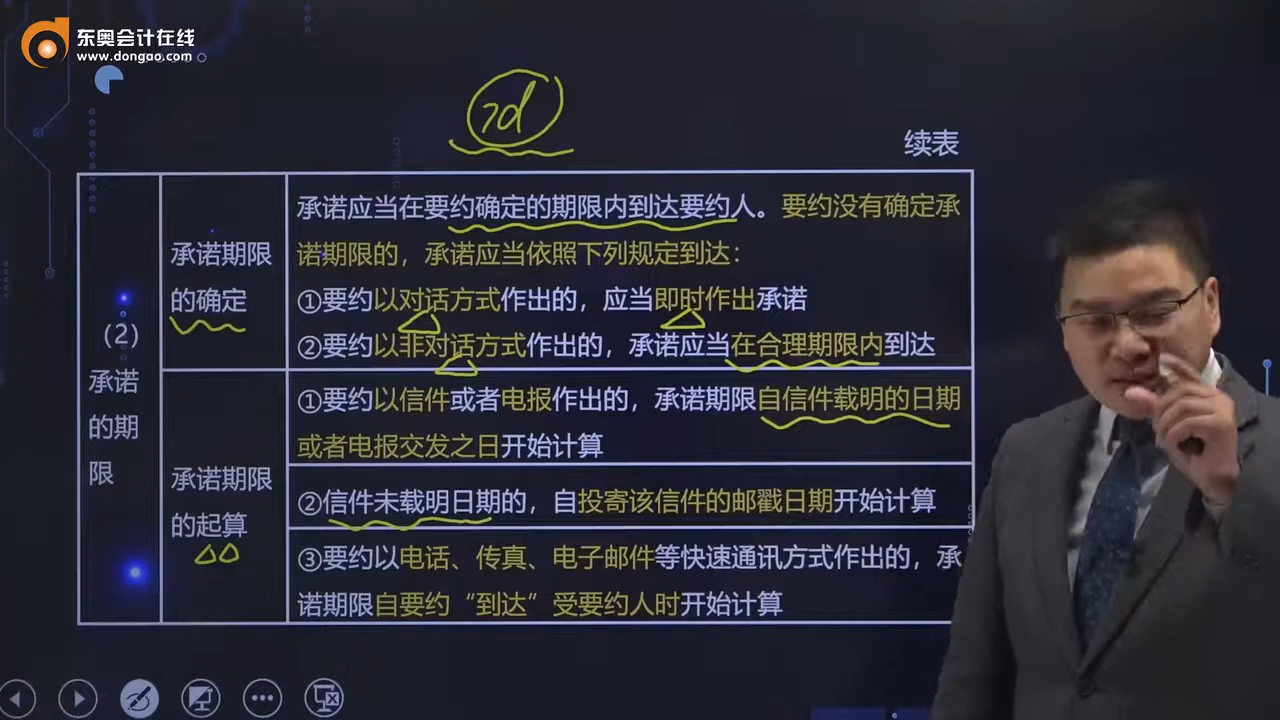 东奥会计在线
www.dongao.com
7d
续表
(2)
承诺
的期
限
承诺期限
的确定
承诺应当在要约确定的期限内到达要约人。要约没有确定承
诺期限的，承诺应当依照下列规定到达：
①要约以对话方式作出的，应当即时作出承诺
②要约以非对话方式作出的，承诺应当在合理期限内到达
承诺期限
的起算
①要约以信件或者电报作出的，承诺期限自信件载明的日期
或者电报交发之日开始计算
②信件未载明日期的，自投寄该信件的邮戳日期开始计算
③要约以电话、传真、电子邮件等快速通讯方式作出的，承
诺期限自要约“到达”受要约人时开始计算